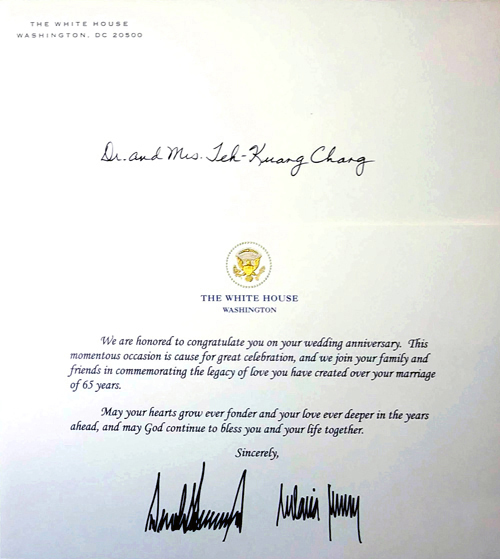 THE WHITE HOUSE
WASHINGTON, DC 20500
Dr. and Mrs. Teh-Kuang Chang
THE WHITE HOUSE
WASHINGTON
We are honored to congratulate you on your wedding anniversary. This
momentous occasion is cause for great celebration, and we join your family and
friends in commemorating the legacy of love you have created over your marriage
of 65 years.
May your hearts grow ever fonder and your love ever deeper in the years
ahead, and may God continue to bless you and your life together.
Sincerely,